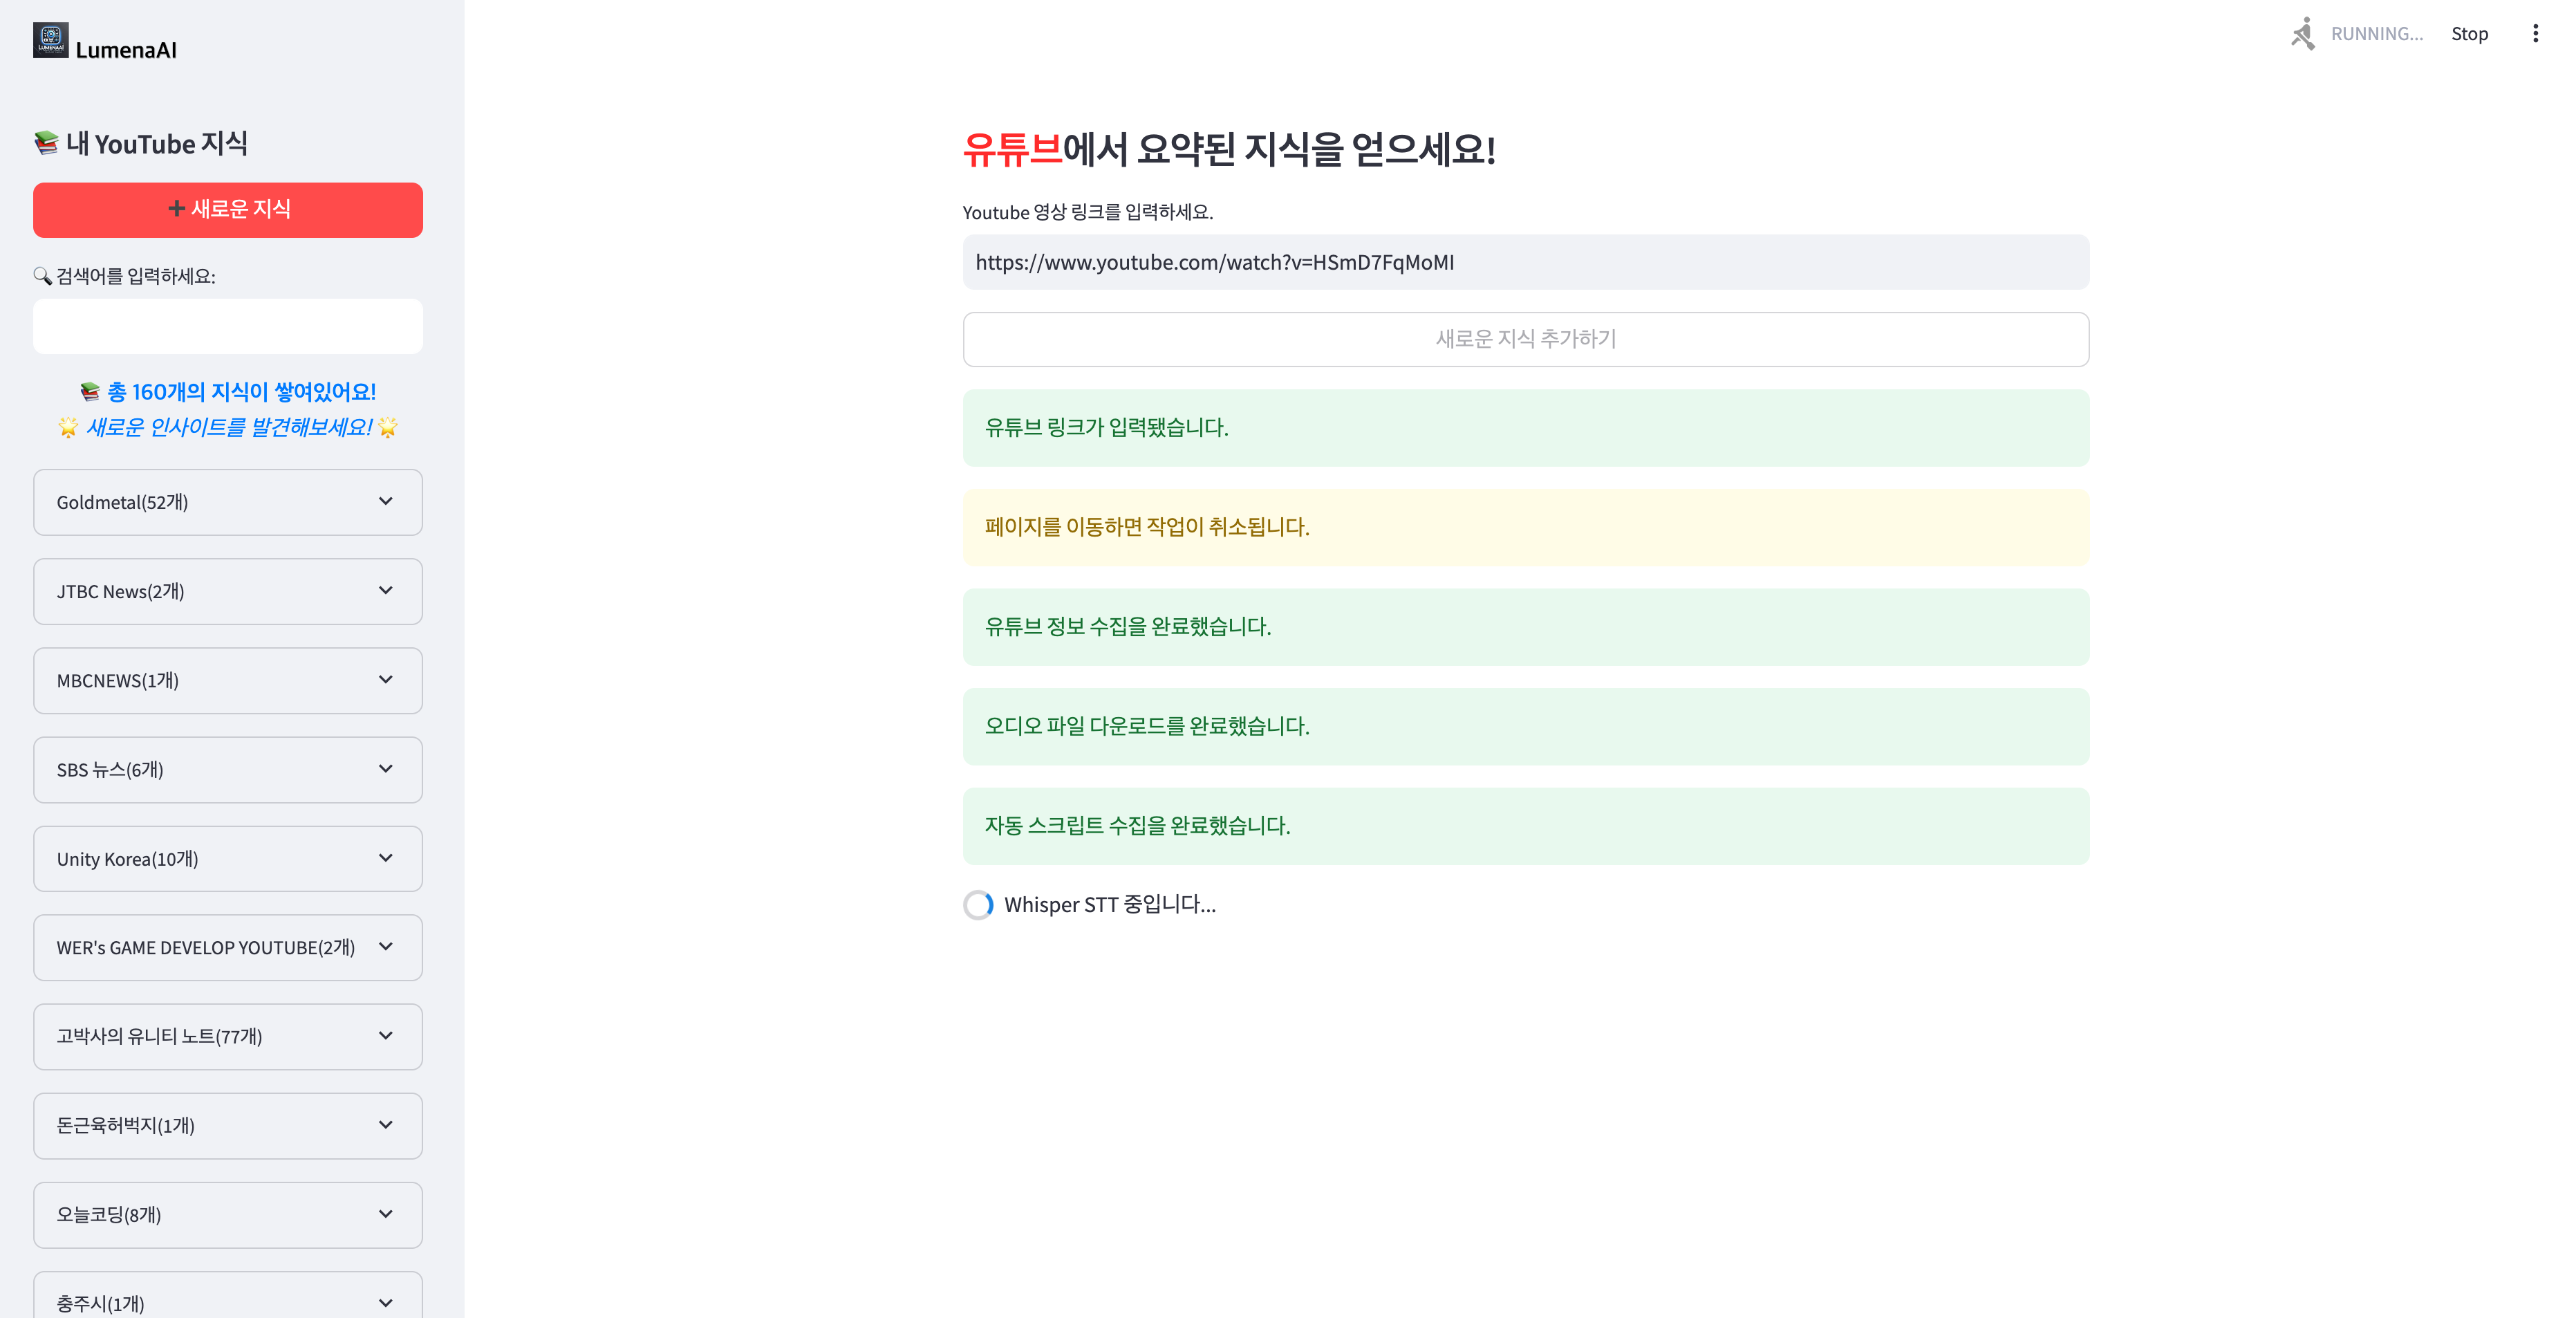 LumenaAI
내 YouTube 지식
새로운 지식
검색어를 입력하세요:
총 160개의 지식이 쌓여있어요!
새로운 인사이트를 발견해보세요!
Goldmetal(52개)
JTBC News(2개)
MBCNEWS(1개)
SBS 뉴스(6개)
Unity Korea(10개)
WER's GAME DEVELOP YOUTUBE(2개)
고박사의 유니티 노트(77개)
돈근육허벅지(1개)
오늘코딩(8개)
충주시(1개)
RUNNING...
Stop
유튜브에서 요약된 지식을 얻으세요!
Youtube 영상 링크를 입력하세요.
https://www.youtube.com/watch?v=HSmD7FqMoMI
새로운 지식 추가하기
유튜브 링크가 입력됐습니다.
페이지를 이동하면 작업이 취소됩니다.
유튜브 정보 수집을 완료했습니다.
오디오 파일 다운로드를 완료했습니다.
자동 스크립트 수집을 완료했습니다.
Whisper STT 중입니다...